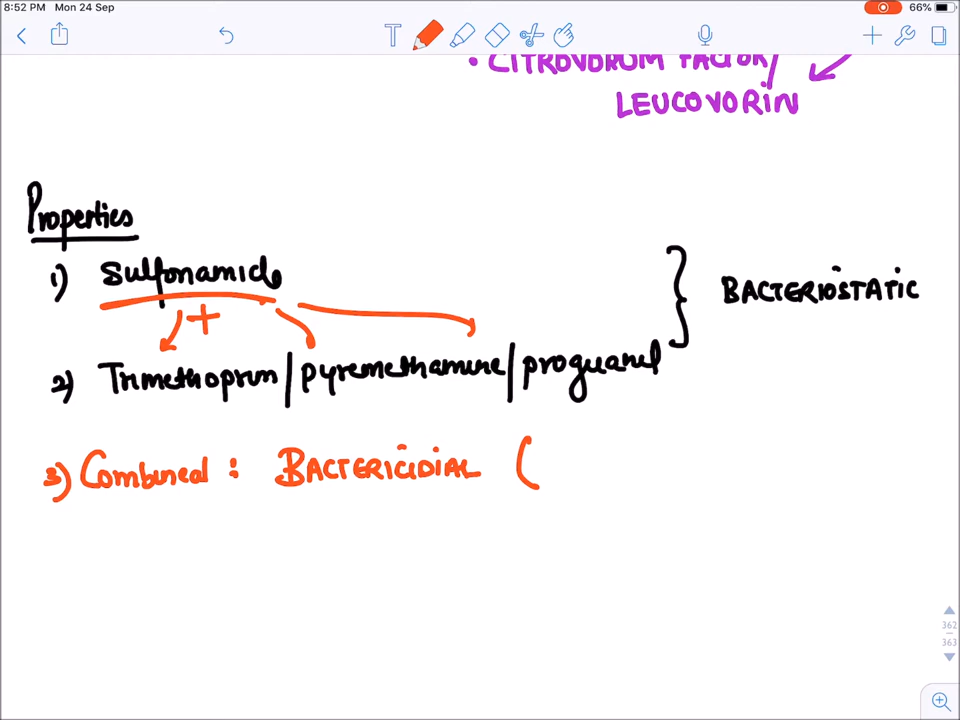 8:52 PM Mon 24 Sep
66%
T
• CITROVORUM FACTOR/
LEUCOVORIN
Properties
1) Sulfonamide
} BACTERIOSTATIC
+
2) Trimethoprim/pyremethamine/proguanel
3) Combined : BACTERICIDIAL (
362
363